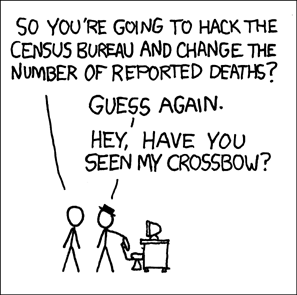 SO YOU'RE GOING TO HACK THE
CENSUS BUREAU AND CHANGE THE
NUMBER OF REPORTED DEATHS?
GUESS AGAIN.
HEY, HAVE YOU
SEEN MY CROSSBOW?